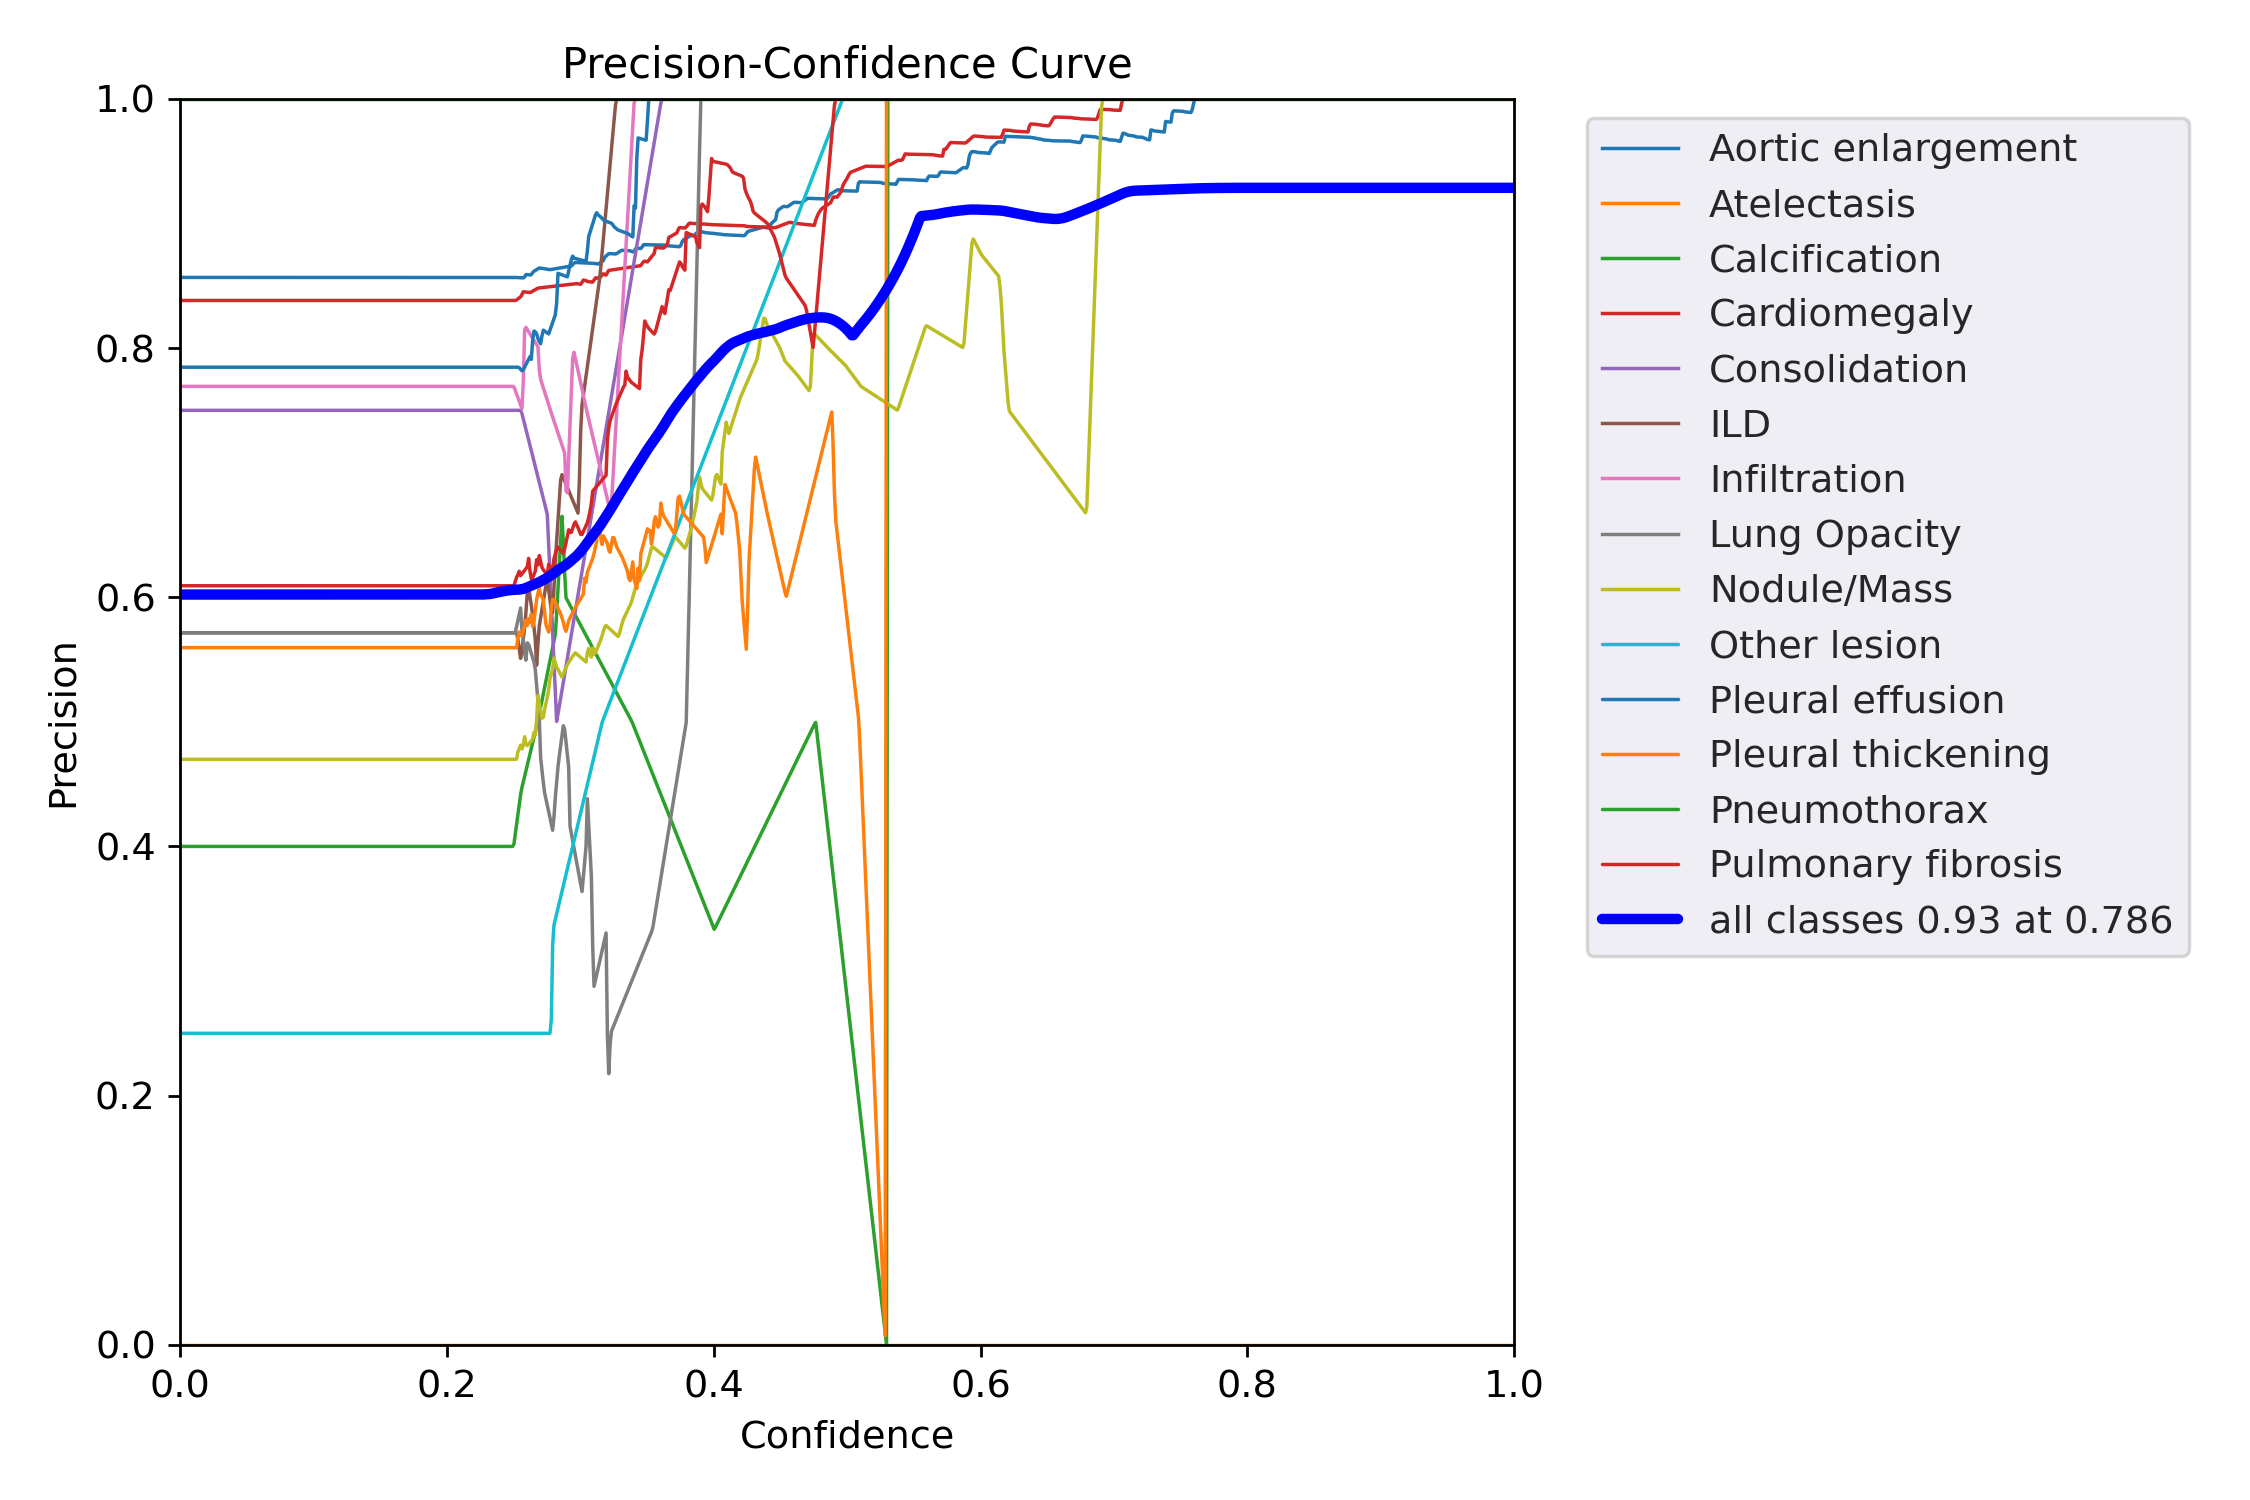 Precision-Confidence Curve
1.0
0.8
0.6
0.4
0.2
0.0
Precision
0.0 0.2 0.4 0.6 0.8 1.0
Confidence
Aortic enlargement
Atelectasis
Calcification
Cardiomegaly
Consolidation
ILD
Infiltration
Lung Opacity
Nodule/Mass
Other lesion
Pleural effusion
Pleural thickening
Pneumothorax
Pulmonary fibrosis
all classes 0.93 at 0.786